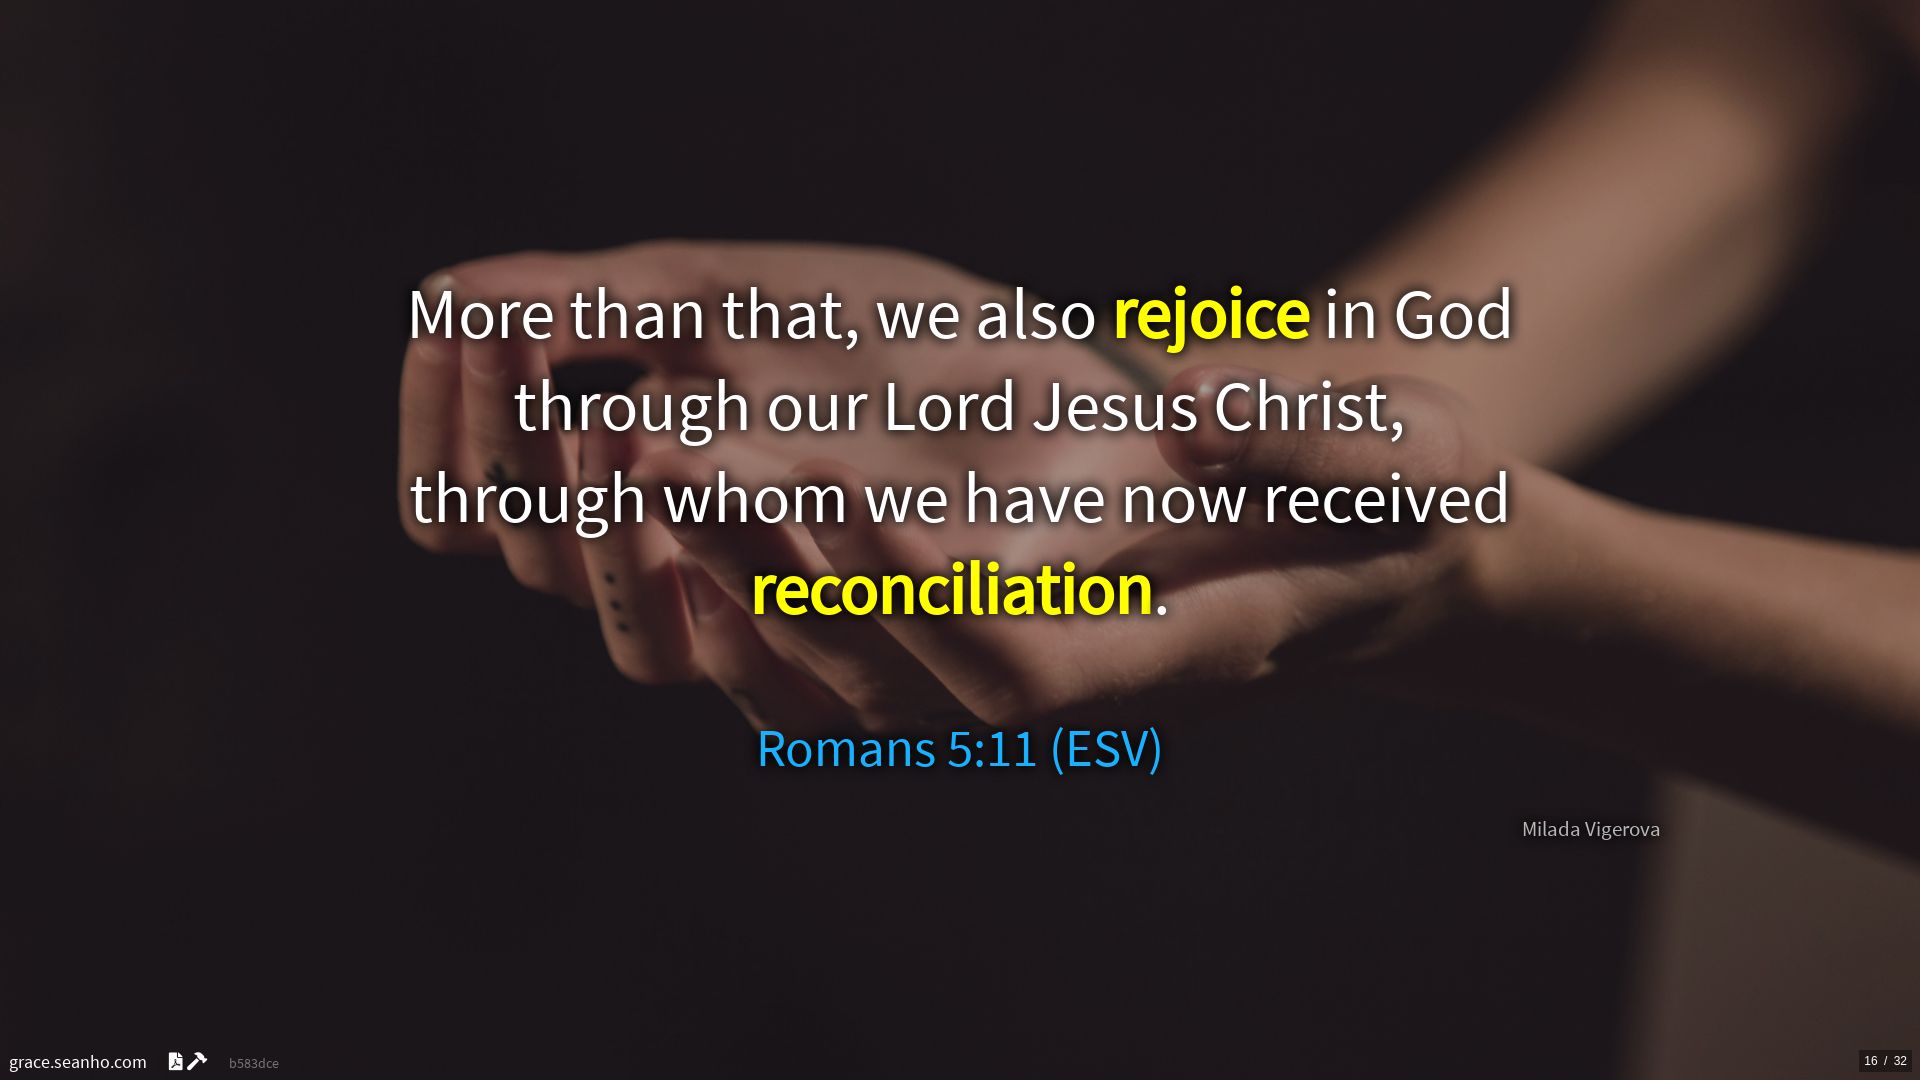 More than that, we also rejoice in God
through our Lord Jesus Christ,
through whom we have now received
reconciliation.
Romans 5:11 (ESV)
Milada Vigerova
grace.seanho.com b583dce
16 / 32